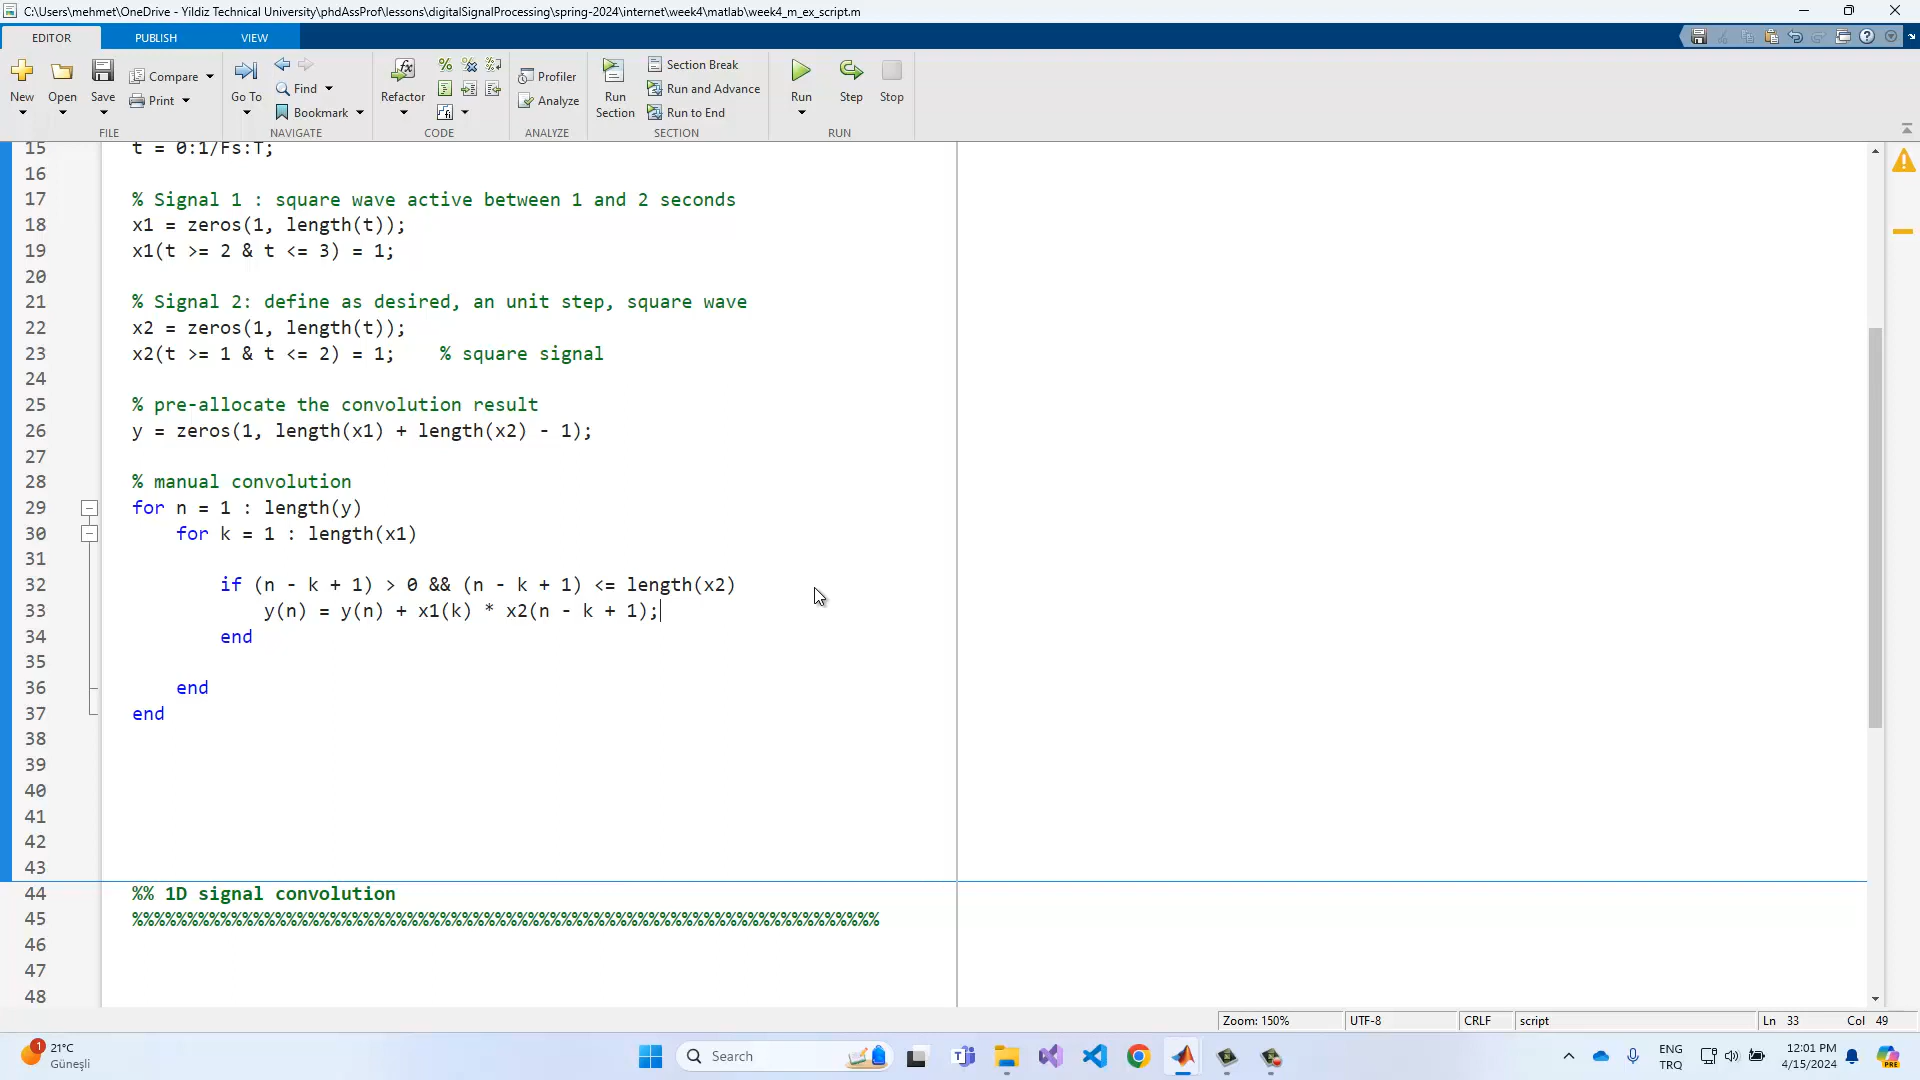 C:\Users\mehmet\OneDrive - Yildiz Technical University\phdAssProf\lessons\digitalSignalProcessing\spring-2024\internet\week4\matlab\week4_m_ex_script.m
EDITOR PUBLISH VIEW
New Open Save Compare Print Go To Find Bookmark Refactor Profiler Analyze Run Section Section Break Run and Advance Run to End Run Step Stop
FILE NAVIGATE CODE ANALYZE SECTION RUN
15 t = 0:1/Fs:T;
16
17 % Signal 1 : square wave active between 1 and 2 seconds
18 x1 = zeros(1, length(t));
19 x1(t >= 2 & t <= 3) = 1;
20
21 % Signal 2: define as desired, an unit step, square wave
22 x2 = zeros(1, length(t));
23 x2(t >= 1 & t <= 2) = 1;    % square signal
24
25 % pre-allocate the convolution result
26 y = zeros(1, length(x1) + length(x2) - 1);
27
28 % manual convolution
29 for n = 1 : length(y)
30 for k = 1 : length(x1)
31
32 if (n - k + 1) > 0 && (n - k + 1) <= length(x2)
33 y(n) = y(n) + x1(k) * x2(n - k + 1);
34 end
35
36 end
37 end
38
39
40
41
42
43
44 %% 1D signal convolution
45 %%%%%%%%%%%%%%%%%%%%%%%%%%%%%%%%%%%%%%%%%%%%%%%%%%%%%%%%%%%%%%%%%%%%
46
47
48
Zoom: 150% UTF-8 CRLF script Ln 33 Col 49
1 21°C
Güneşli
Search
ENG
TRQ
12:01 PM
4/15/2024
PRE